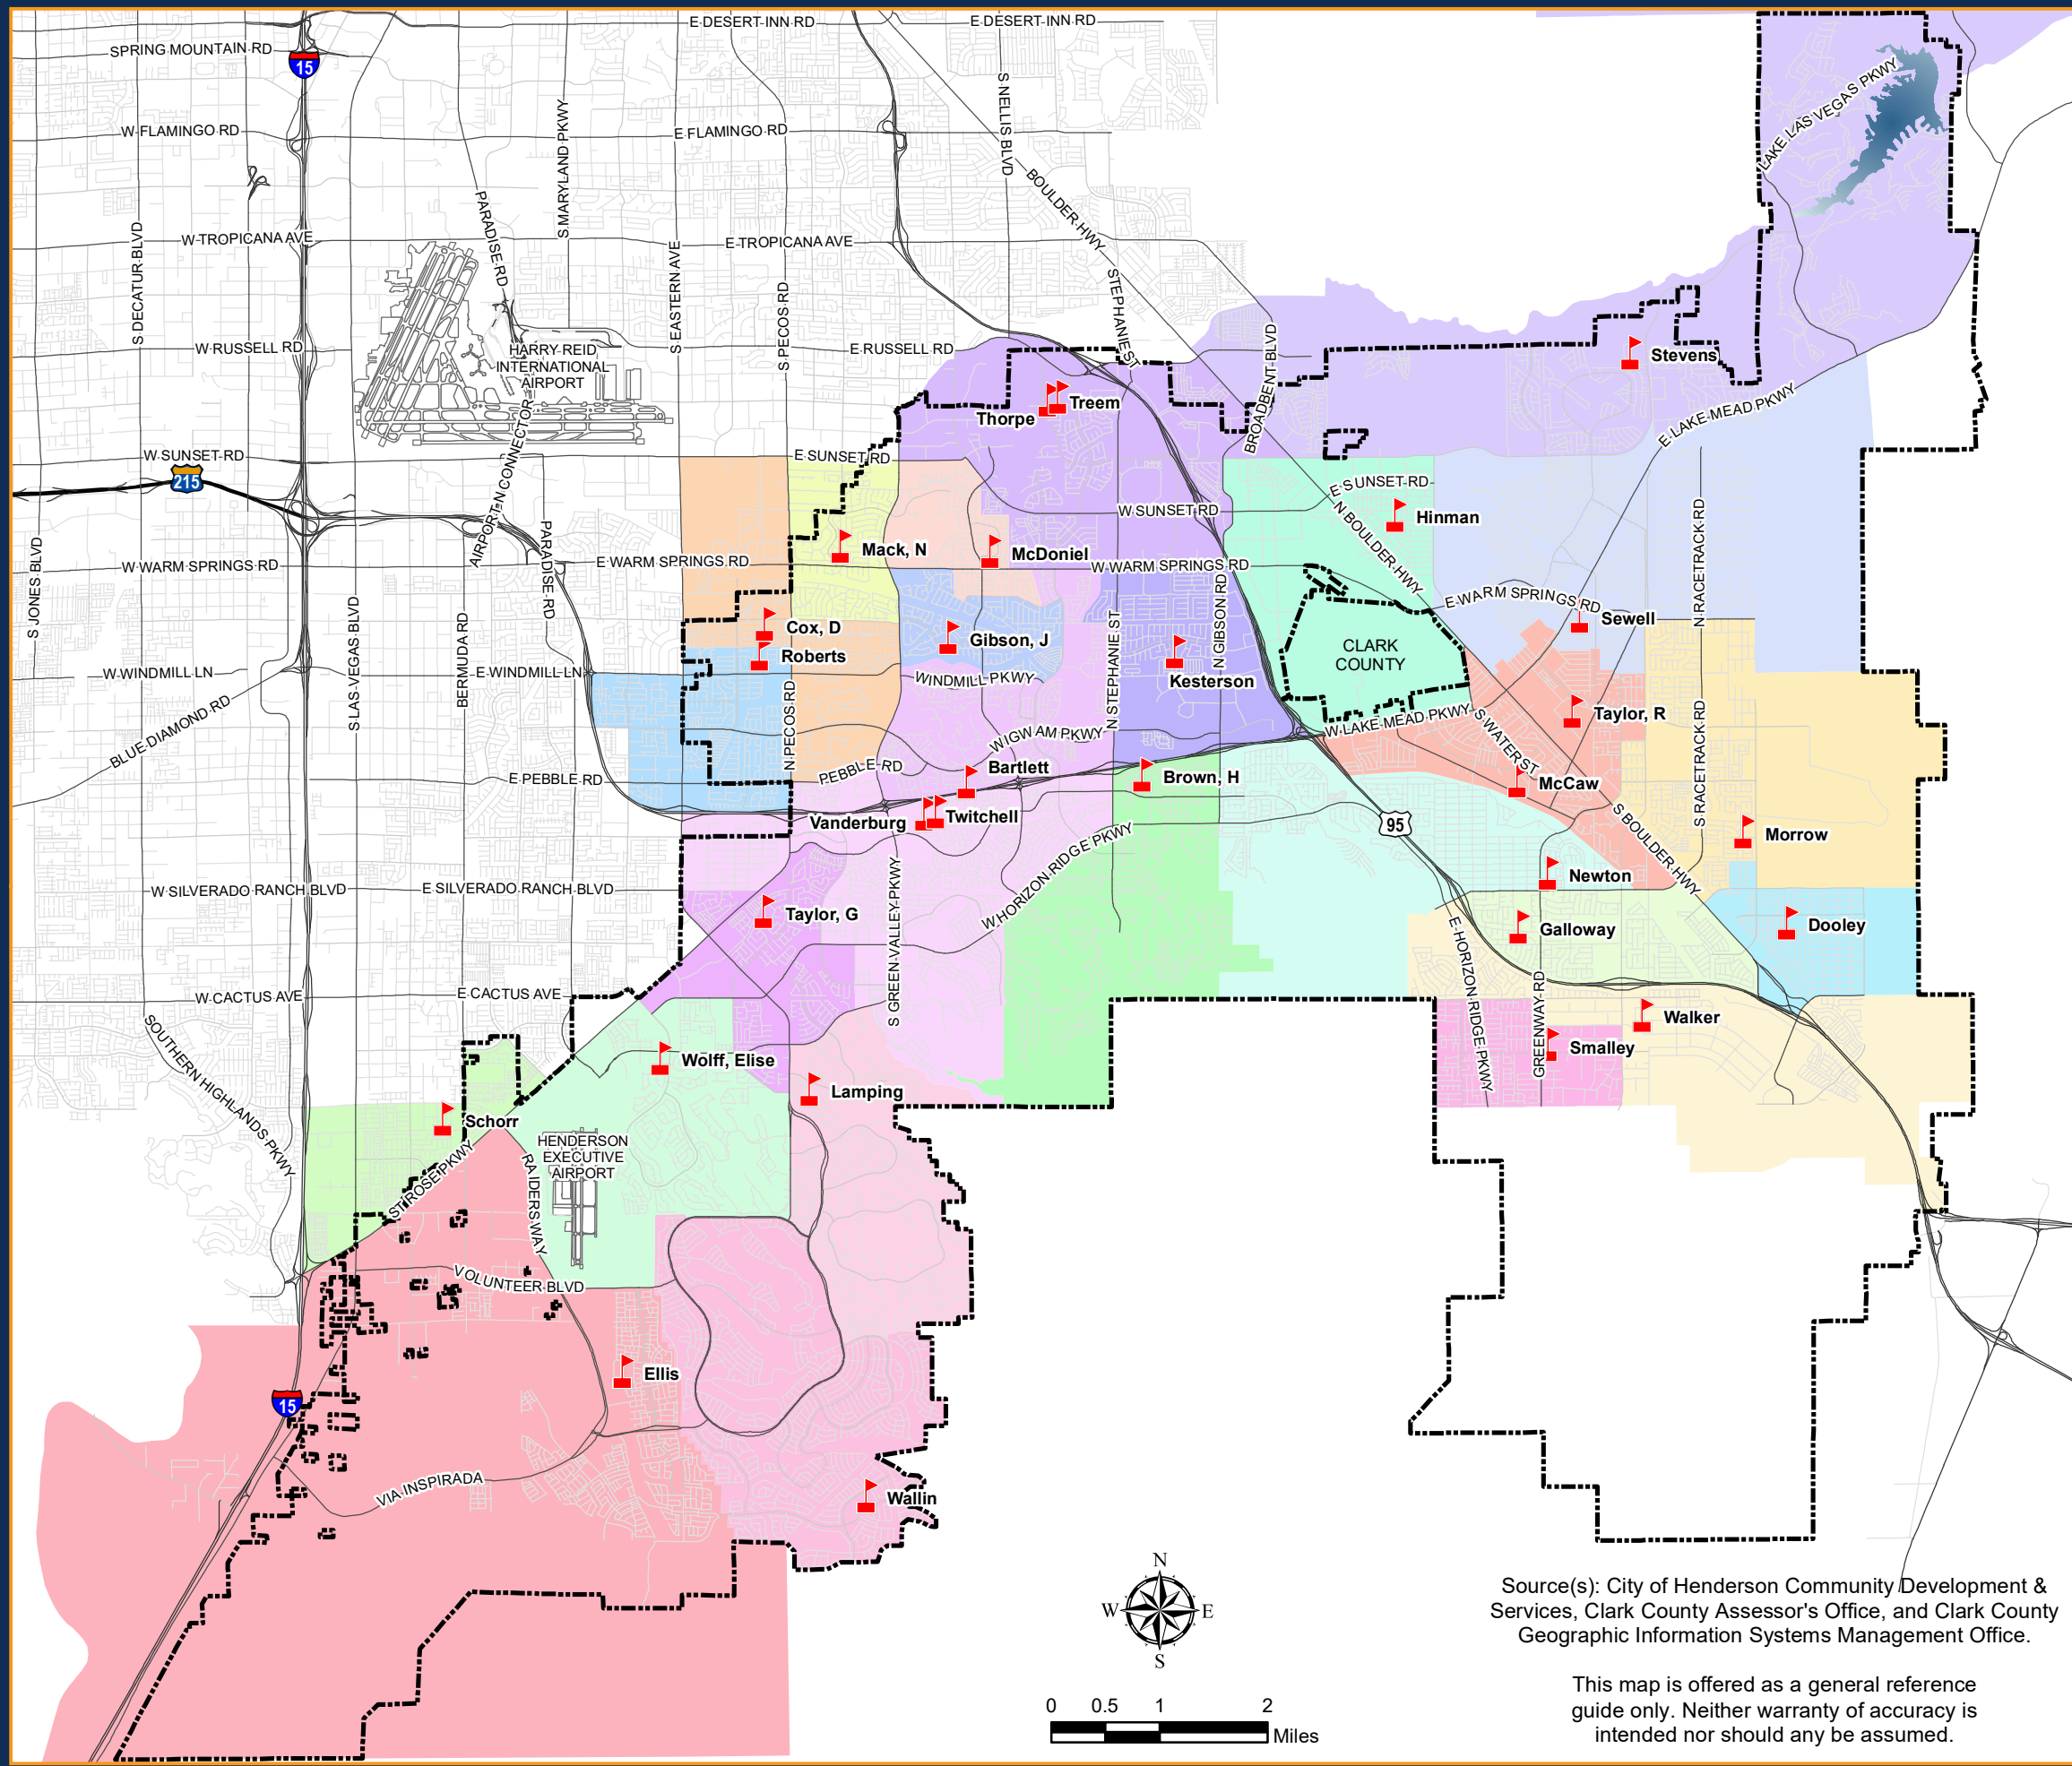 E DESERT INN RD
E DESERT INN RD
SPRING MOUNTAIN RD
15
S NELLIS BLVD
LAKE LAS VEGAS PKWY
W FLAMINGO RD
S MARYLAND PKWY
E FLAMINGO RD
BOULDER HWY
PARADISE RD
S DECATUR BLVD
W TROPICANA AVE
E TROPICANA AVE
S EASTERN AVE
S PECOS RD
STEPHANIE ST
BROADBENT BLVD
W RUSSELL RD
E RUSSELL RD
HARRY REID
INTERNATIONAL
AIRPORT
Stevens
Treem
Thorpe
E LAKE MEAD PKWY
AIRPORT CONNECTOR
W SUNSET RD
E SUNSET RD
215
E SUNSET RD
W SUNSET RD
N BOULDER HWY
Hinman
N RACETRACK RD
S JONES BLVD
PARADISE RD
Mack, N
McDoniel
W WARM SPRINGS RD
E WARM SPRINGS RD
W WARM SPRINGS RD
E WARM SPRINGS RD
S LAS VEGAS BLVD
BERMUDA RD
N STEPHANIE ST
N GIBSON RD
Sewell
Cox, D
Gibson, J
Roberts
CLARK
COUNTY
W WINDMILL LN
E WINDMILL LN
WINDMILL PKWY
Kesterson
BLUE DIAMOND RD
N PECOS RD
W LAKE MEAD PKWY
S WATER ST
Taylor, R
S RACETRACK RD
WIGWAM PKWY
E PEBBLE RD
PEBBLE RD
Bartlett
Brown, H
McCaw
Vanderburg
Twitchell
95
S BOULDER HWY
Morrow
W HORIZON RIDGE PKWY
W SILVERADO RANCH BLVD
E SILVERADO RANCH BLVD
S GREEN VALLEY PKWY
Newton
Taylor, G
Galloway
Dooley
E HORIZON RIDGE PKWY
GREENWAY RD
W CACTUS AVE
E CACTUS AVE
SOUTHERN HIGHLANDS PKWY
Walker
Smalley
Wolff, Elise
Lamping
Schorr
ST ROSE PKWY
RAIDERS WAY
HENDERSON
EXECUTIVE
AIRPORT
VOLUNTEER BLVD
Ellis
15
VIA INSPIRADA
Wallin
N
W
E
S
0 0.5 1 2
Miles
Source(s): City of Henderson Community Development &
Services, Clark County Assessor's Office, and Clark County
Geographic Information Systems Management Office.
This map is offered as a general reference
guide only. Neither warranty of accuracy is
intended nor should any be assumed.